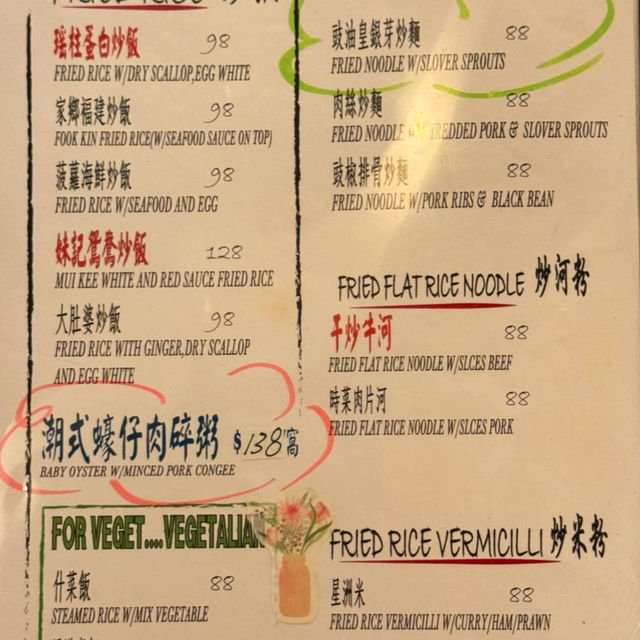 瑤柱蛋白炒飯 98
FRIED RICE W/DRY SCALLOP,EGG WHITE
家鄉福建炒飯 98
FOOK KIN FRIED RICE(W/SEAFOOD SAUCE ON TOP)
菠蘿海鮮炒飯 98
FRIED RICE W/SEAFOOD AND EGG
妹記鴛鴦炒飯 128
MUI KEE WHITE AND RED SAUCE FRIED RICE
大肚婆炒飯 98
FRIED RICE WITH GINGER,DRY SCALLOP
AND EGG WHITE
潮式蠔仔肉碎粥 $138窩
BABY OYSTER W/MINCED PORK CONGEE
FOR VEGET....VEGETALIAN
什菜飯 88
STEAMED RICE W/MIX VEGETABLE
豉油皇銀芽炒麵 88
FRIED NOODLE W/SLOVER SPROUTS
肉絲炒麵 88
FRIED NOODLE W/SHREDDED PORK & SLOVER SPROUTS
豉椒排骨炒麵 88
FRIED NOODLE W/PORK RIBS & BLACK BEAN
FRIED FLAT RICE NOODLE 炒河粉
干炒牛河 88
FRIED FLAT RICE NOODLE W/SLCES BEEF
時菜肉片河 88
FRIED FLAT RICE NOODLE W/SLCES PORK
FRIED RICE VERMICILLI 炒米粉
星洲米 88
FRIED RICE VERMICILLI W/CURRY/HAM/PRAWN